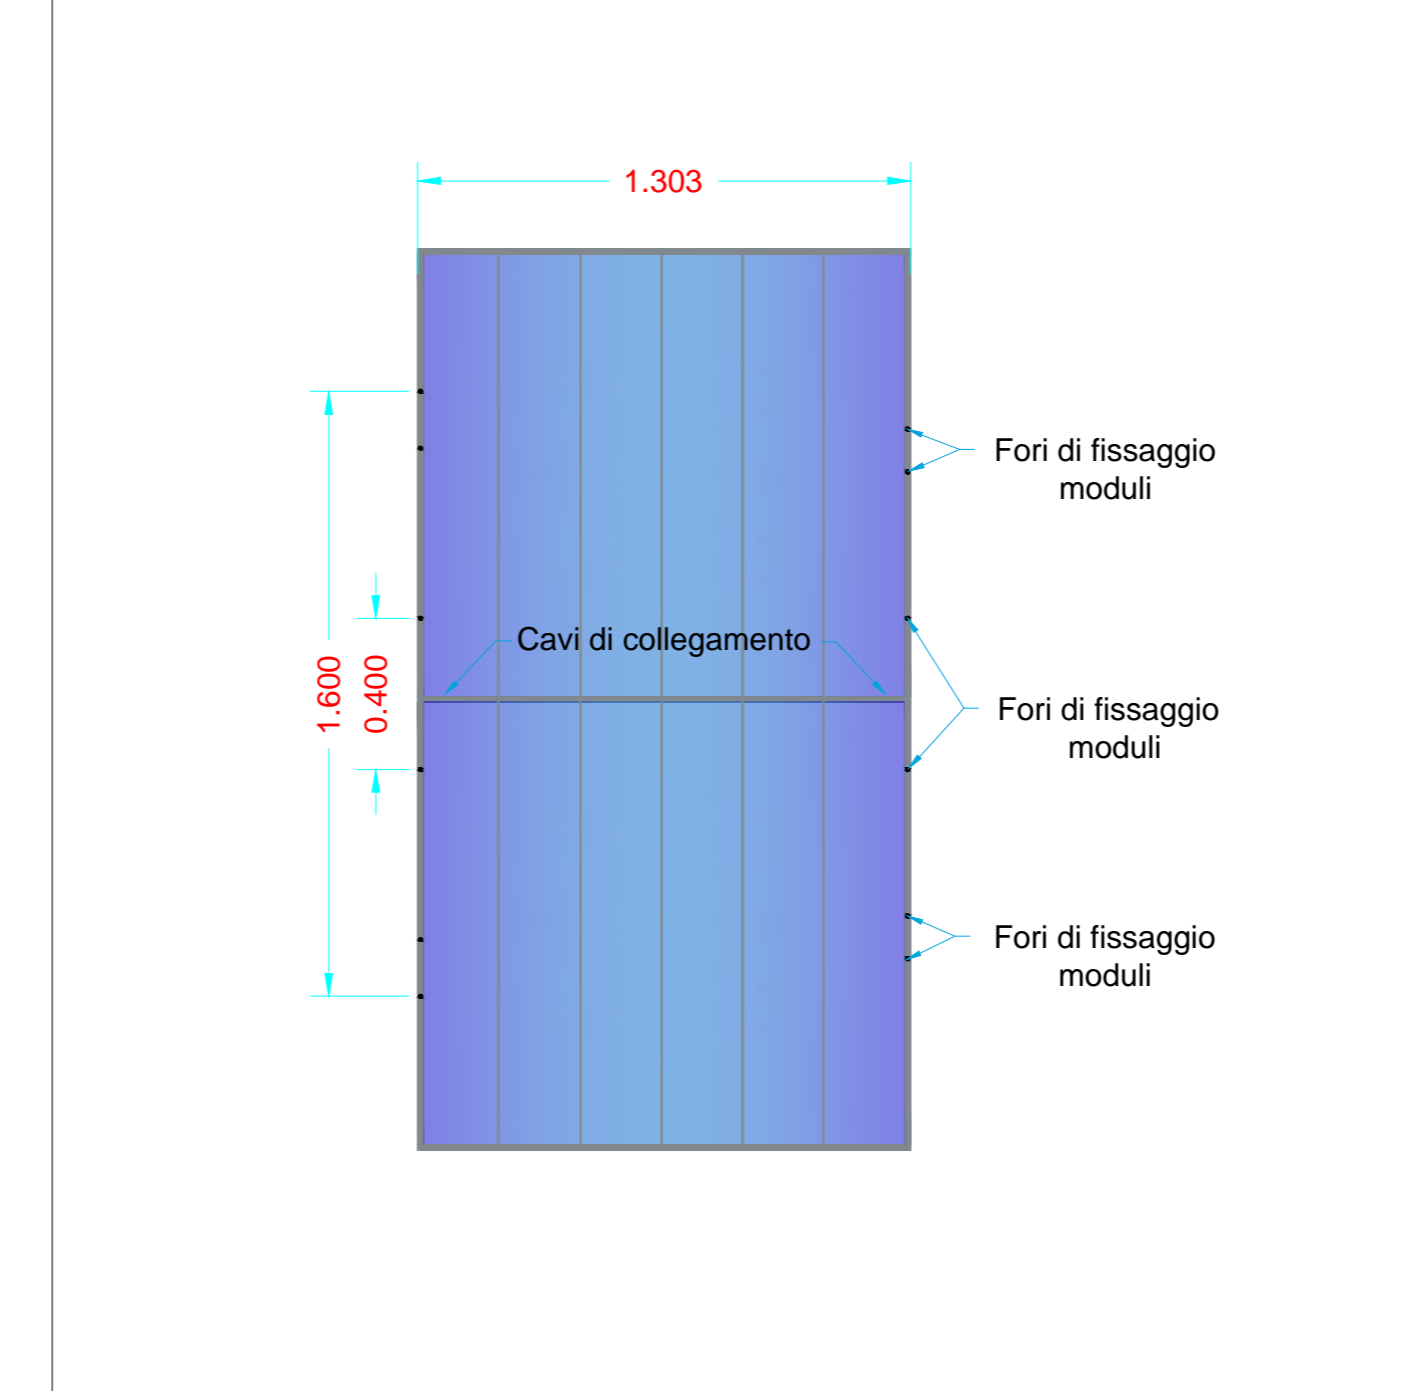 1.303
Fori di fissaggio
moduli
Cavi di collegamento
1.600
0.400
Fori di fissaggio
moduli
Fori di fissaggio
moduli